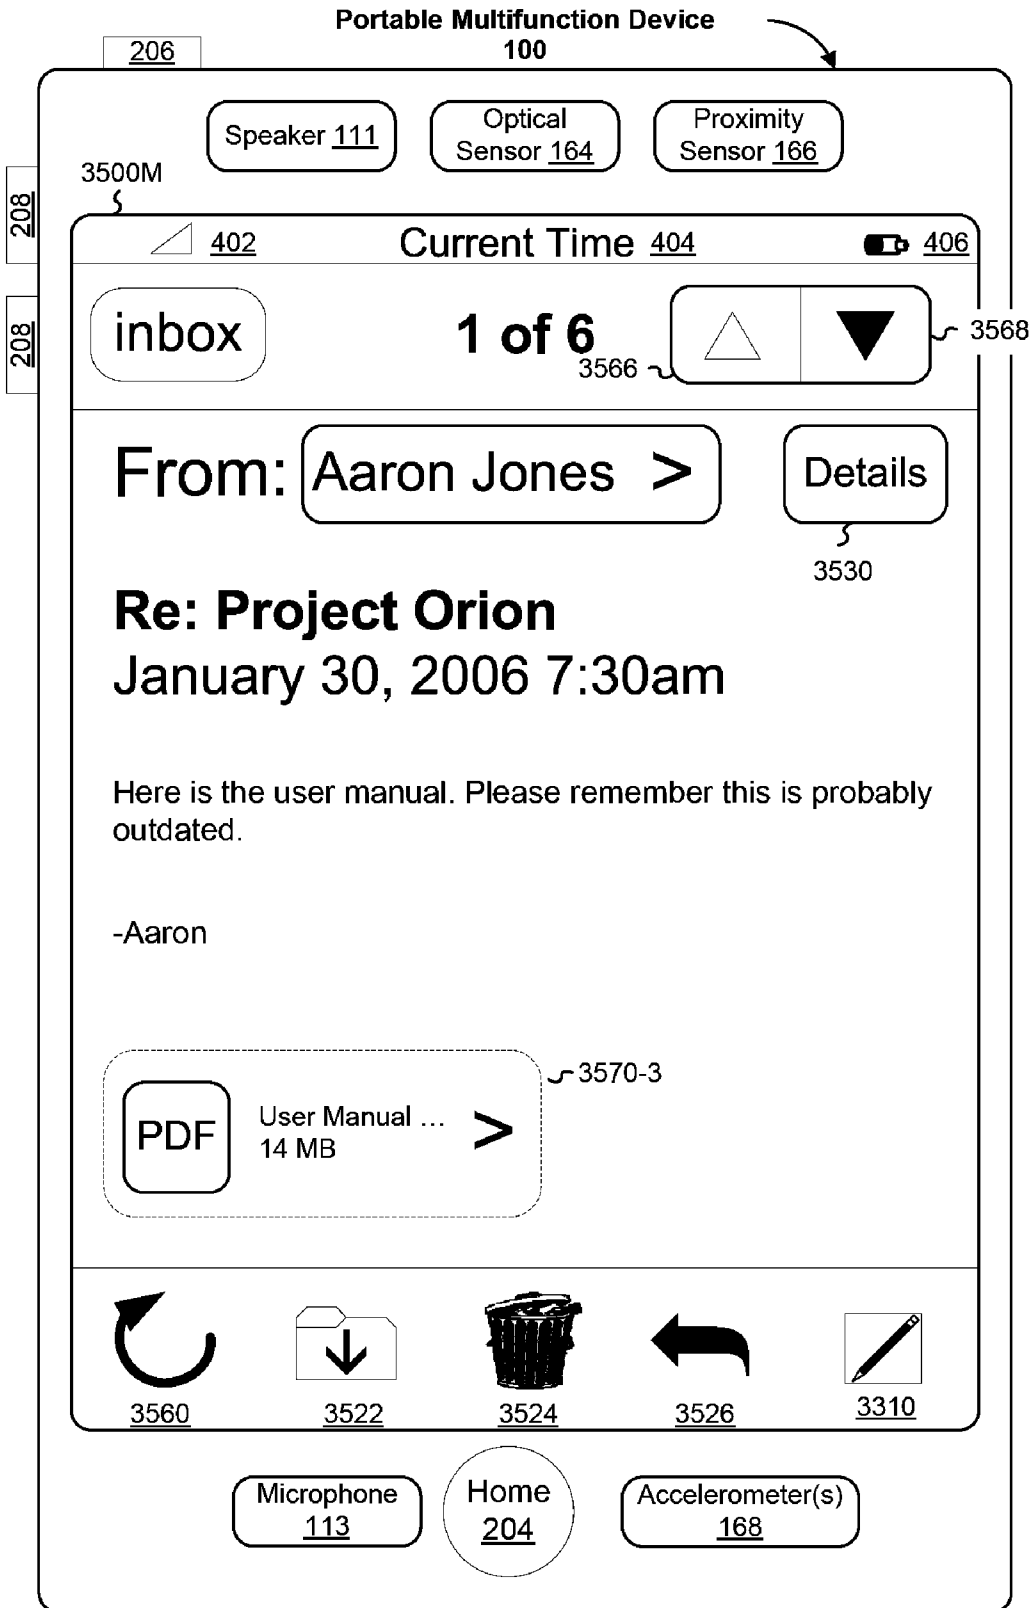 Portable Multifunction Device
100
206
Speaker 111
Optical
Sensor 164
Proximity
Sensor 166
3500M
208
208
402
Current Time 404
406
inbox
1 of 6
3566
3568
From: Aaron Jones >
Details
3530
Re: Project Orion
January 30, 2006 7:30am
Here is the user manual. Please remember this is probably
outdated.
-Aaron
3570-3
PDF
User Manual ...
14 MB
>
3560
3522
3524
3526
3310
Microphone
113
Home
204
Accelerometer(s)
168